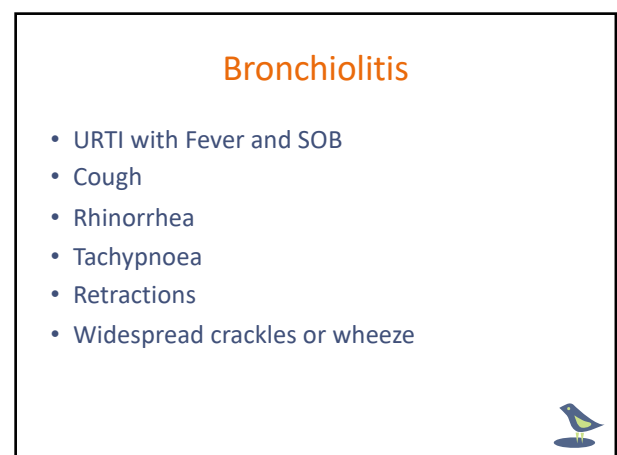 Bronchiolitis
• URTI with Fever and SOB
• Cough
• Rhinorrhea
• Tachypnoea
• Retractions
• Widespread crackles or wheeze